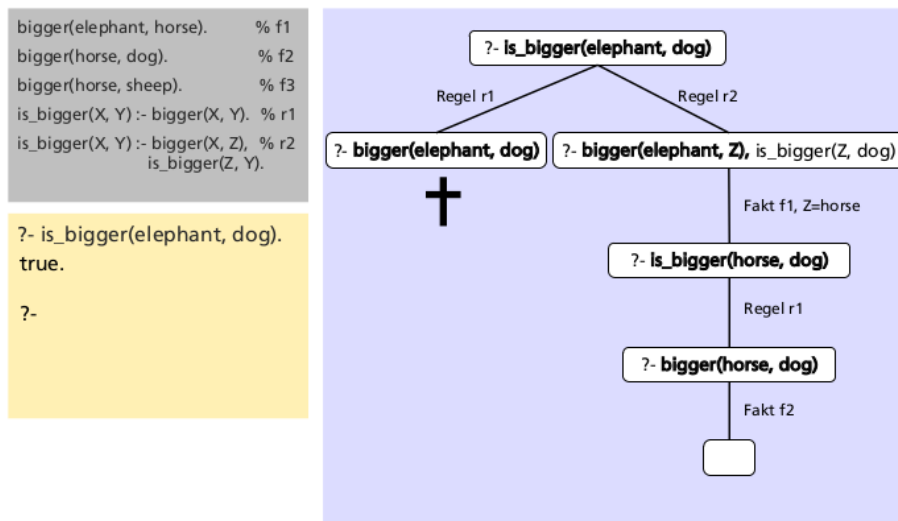 bigger(elephant, horse). % f1
bigger(horse, dog). % f2
bigger(horse, sheep). % f3
is_bigger(X, Y) :- bigger(X, Y). % r1
is_bigger(X, Y) :- bigger(X, Z), % r2
is_bigger(Z, Y).
?- is_bigger(elephant, dog).
true.
?-
?- is_bigger(elephant, dog)
Regel r1
Regel r2
?- bigger(elephant, dog)
?- bigger(elephant, Z), is_bigger(Z, dog)
Fakt f1, Z=horse
?- is_bigger(horse, dog)
Regel r1
?- bigger(horse, dog)
Fakt f2